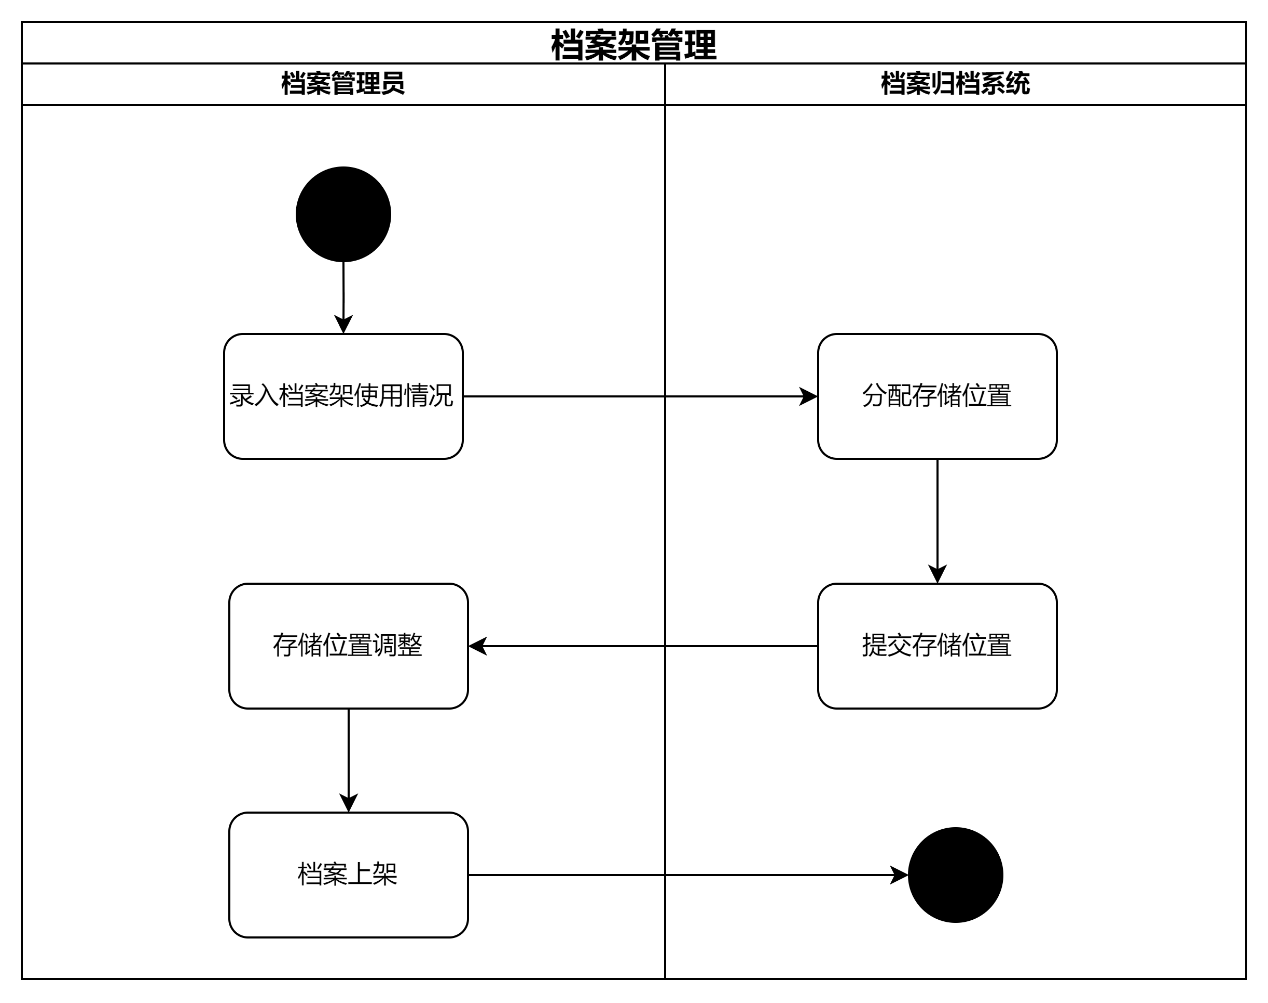 档案架管理
档案管理员
档案归档系统
录入档案架使用情况
分配存储位置
存储位置调整
提交存储位置
档案上架